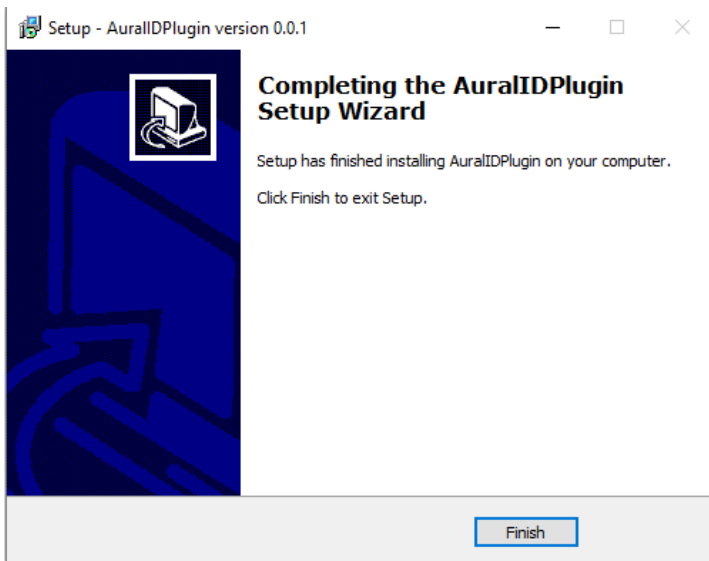 Setup - AuralIDPlugin version 0.0.1
Completing the AuralIDPlugin
Setup Wizard
Setup has finished installing AuralIDPlugin on your computer.
Click Finish to exit Setup.
Finish